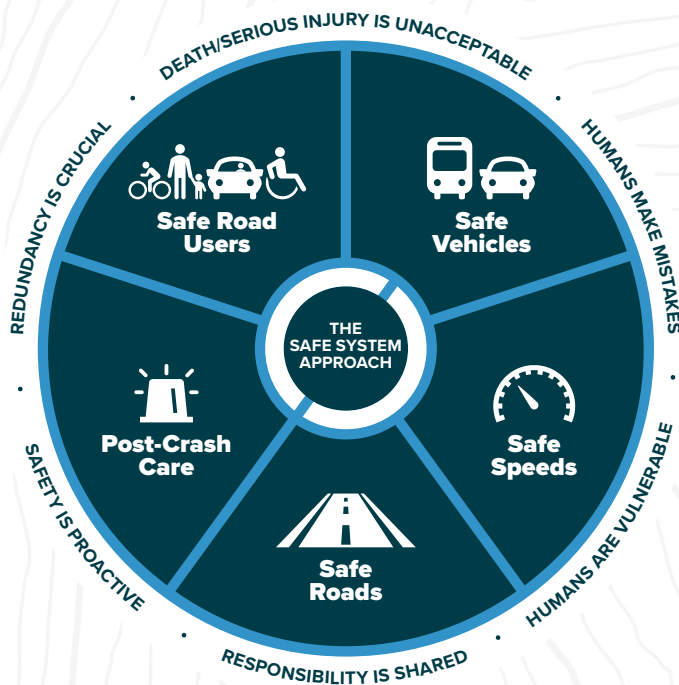 DEATH/SERIOUS INJURY IS UNACCEPTABLE
HUMANS MAKE MISTAKES
HUMANS ARE VULNERABLE
RESPONSIBILITY IS SHARED
SAFETY IS PROACTIVE
REDUNDANCY IS CRUCIAL
Safe Road
Users
Safe
Vehicles
THE
SAFE SYSTEM
APPROACH
Post-Crash
Care
Safe
Speeds
Safe
Roads